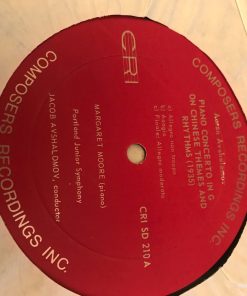 COMPOSERS RECORDINGS INC.
CRI
COMPOSERS RECORDINGS INC.
Aaron Avshalomov
PIANO CONCERTO IN G
ON CHINESE THEMES AND
RHYTHMS (1935)
a) Allegro non troppo
b) Adagio
c) Finale: Allegro moderato
CRI SD 210 A
MARGARET MOORE (piano)
Portland Junior Symphony
JACOB AVSHALOMOV, conductor